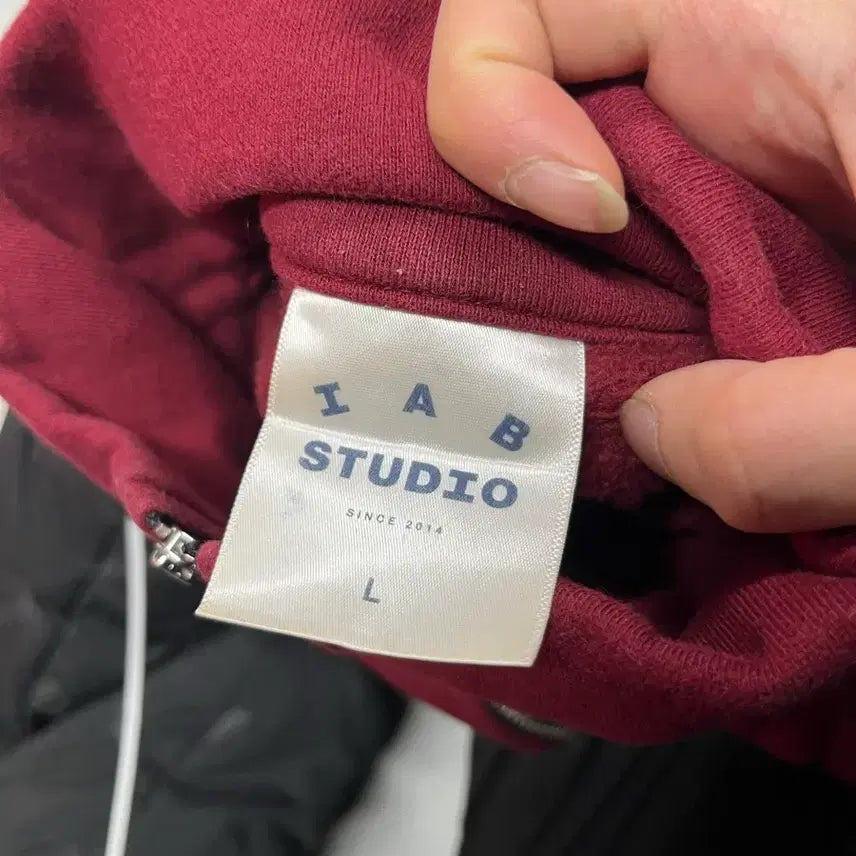 I A B
STUDIO
SINCE 2014
L